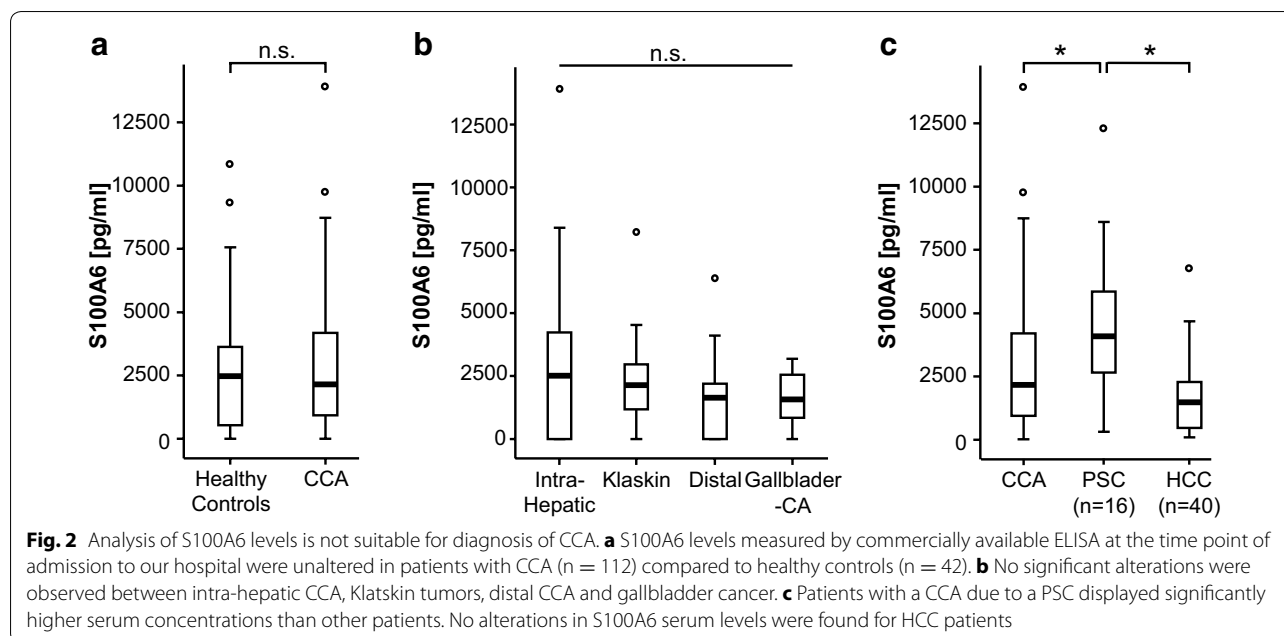 a
n.s.
S100A6 [pg/ml]
12500
10000
7500
5000
2500
0
Healthy Controls
CCA
b
n.s.
S100A6 [pg/ml]
12500
10000
7500
5000
2500
0
Intra-Hepatic
Klaskin
Distal
Gallblader-CA
c
*
*
S100A6 [pg/ml]
12500
10000
7500
5000
2500
0
CCA
PSC (n=16)
HCC (n=40)
Fig. 2 Analysis of S100A6 levels is not suitable for diagnosis of CCA. a S100A6 levels measured by commercially available ELISA at the time point of
admission to our hospital were unaltered in patients with CCA (n = 112) compared to healthy controls (n = 42). b No significant alterations were
observed between intra-hepatic CCA, Klatskin tumors, distal CCA and gallbladder cancer. c Patients with a CCA due to a PSC displayed significantly
higher serum concentrations than other patients. No alterations in S100A6 serum levels were found for HCC patients